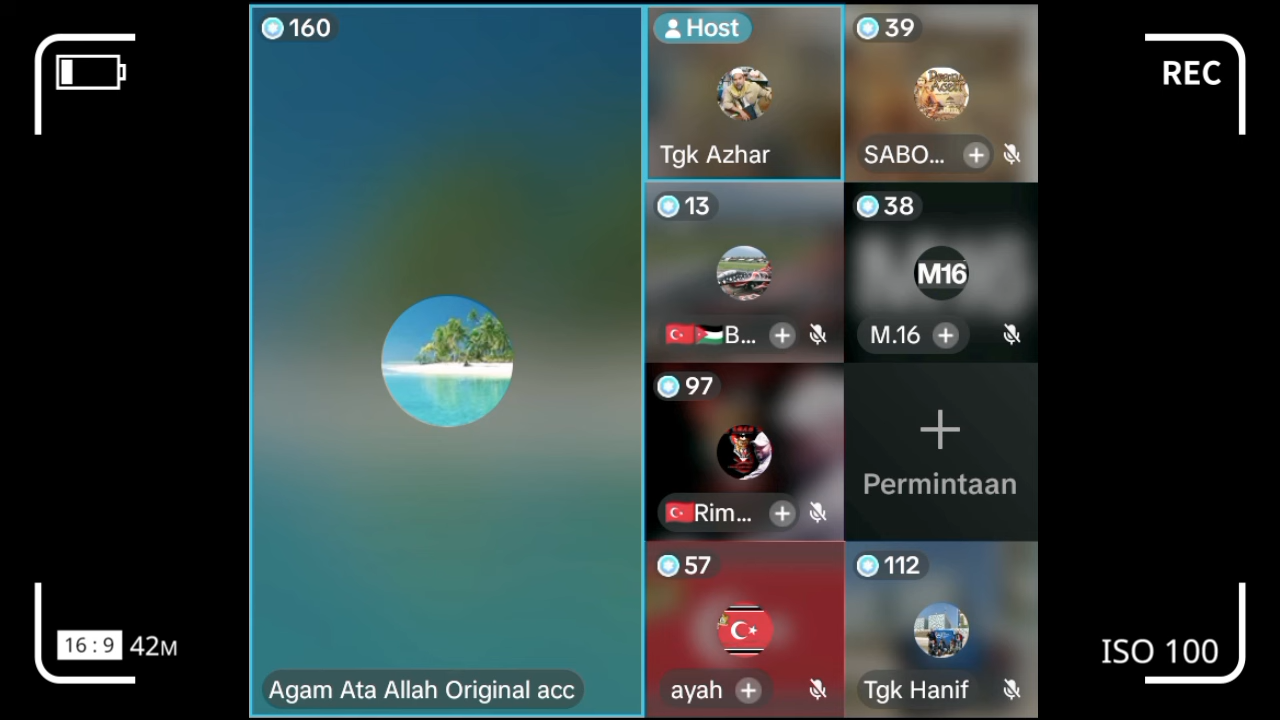 160
Host
39
REC
Tgk Azhar
SABO...
13
38
M16
B...
M.16
97
Permintaan
Rim...
57
112
16:9 42M
ISO 100
Agam Ata Allah Original acc
ayah
Tgk Hanif